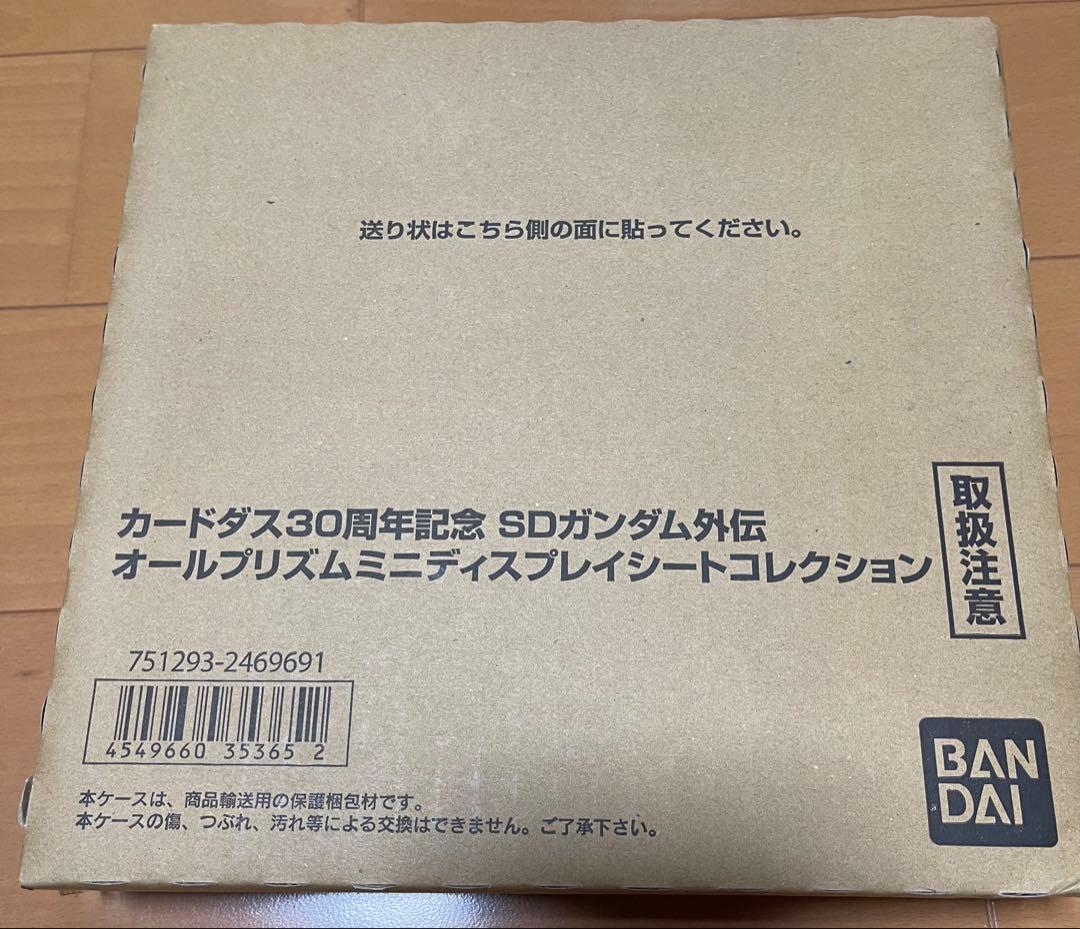 送り状はこちら側の面に貼ってください。
カードダス30周年記念 SDガンダム外伝
オールプリズムミニディスプレイシートコレクション
取扱注意
751293-2469691
4549660 35365 2
BAN
DAI
本ケースは、商品輸送用の保護梱包材です。
本ケースの傷、つぶれ、汚れ等による交換はできません。ご了承下さい。